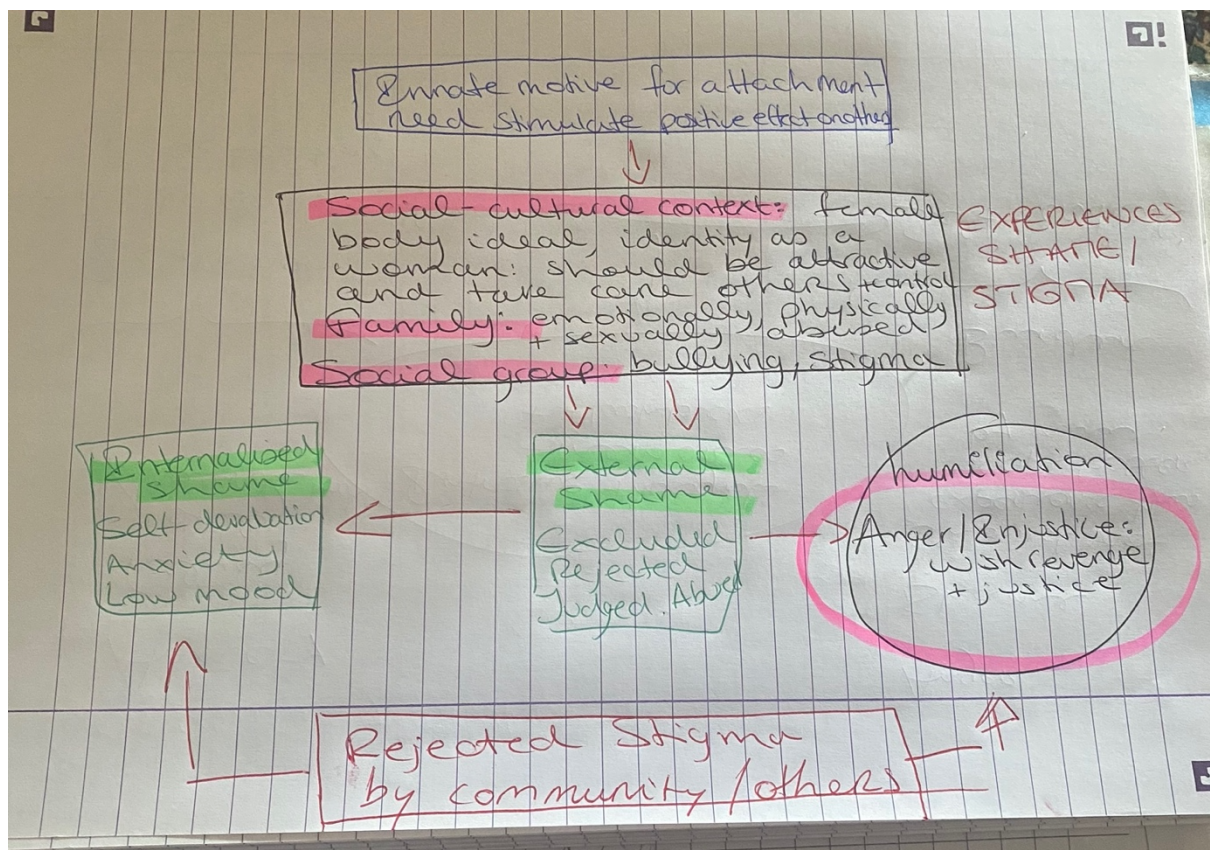 Innate motive for attachment
need stimulate positive effect on other
Social-cultural context: female
body ideal, identity as a
woman: should be attractive
and take care others + control
Family: emotionally, physically
+ sexually abused
Social group: bullying, stigma
EXPERIENCES
SHAME/
STIGMA
Internalised
shame
Self-devaluation
Anxiety
Low mood
External
Shame
Excluded
Rejected
Judged. Abused
humiliation
Anger/Injustice:
wish revenge
+ justice
Rejected Stigma
by community/others